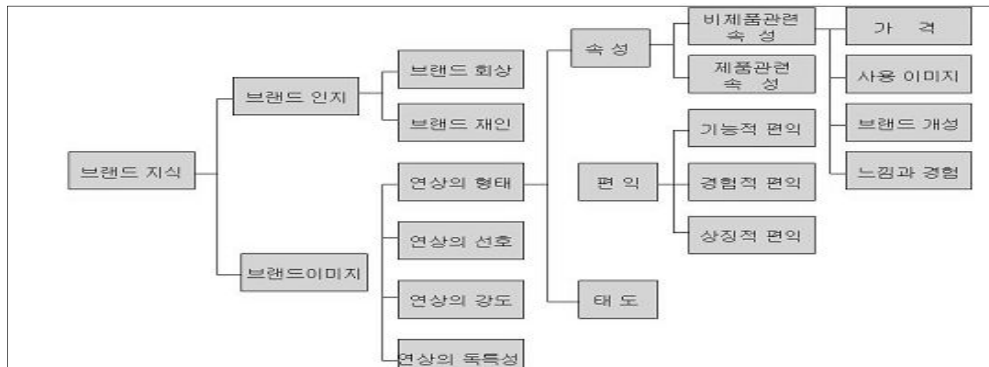 브랜드 지식
브랜드 인지
브랜드 회상
브랜드 재인
브랜드이미지
연상의 형태
연상의 선호
연상의 강도
연상의 독특성
속 성
비제품관련
속 성
제품관련
속 성
가 격
사용 이미지
브랜드 개성
느낌과 경험
편 익
기능적 편익
경험적 편익
상징적 편익
태 도